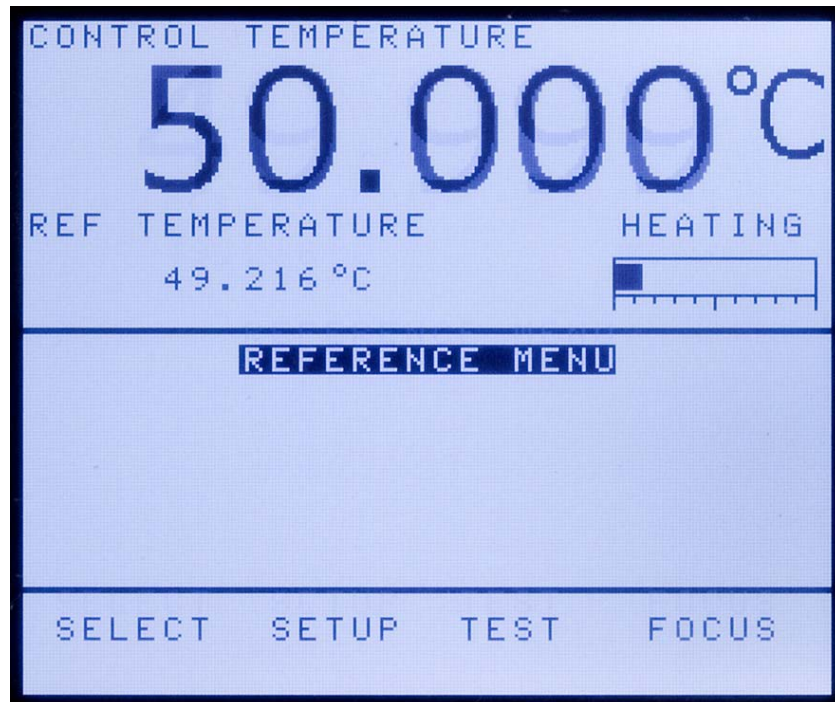 CONTROL TEMPERATURE
50.000°C
REF TEMPERATURE HEATING
49.216°C
REFERENCE MENU
SELECT SETUP TEST FOCUS